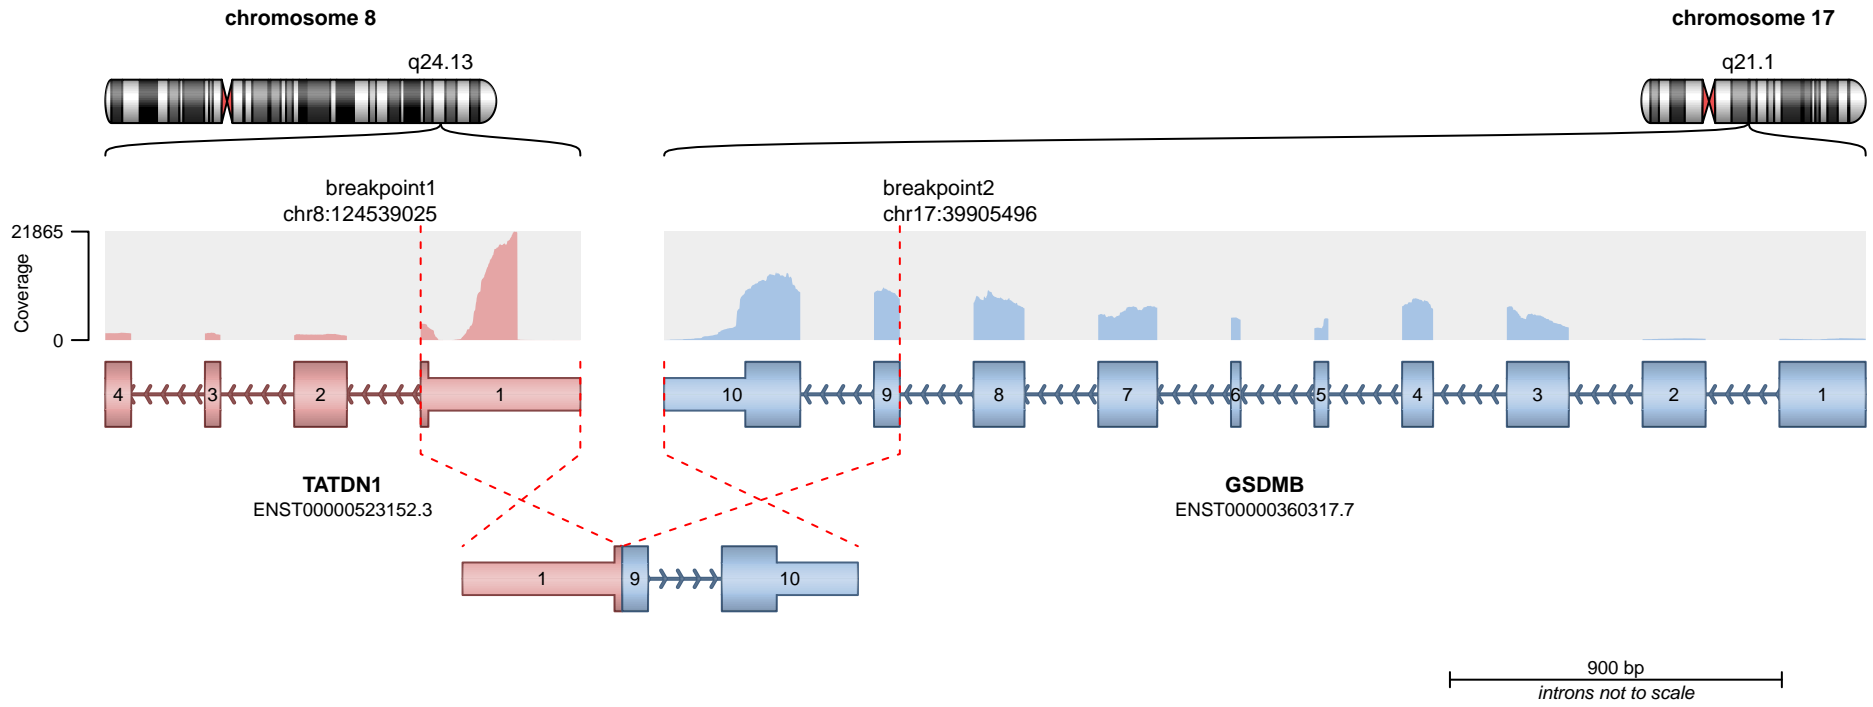 chromosome 8
chromosome 17
q24.13
q21.1
breakpoint1
chr8:124539025
breakpoint2
chr17:39905496
21865
Coverage
0
4 3 2 1
10 9 8 7 6 5 4 3 2 1
TATDN1
ENST00000523152.3
GSDMB
ENST00000360317.7
1 9 10
900 bp
introns not to scale